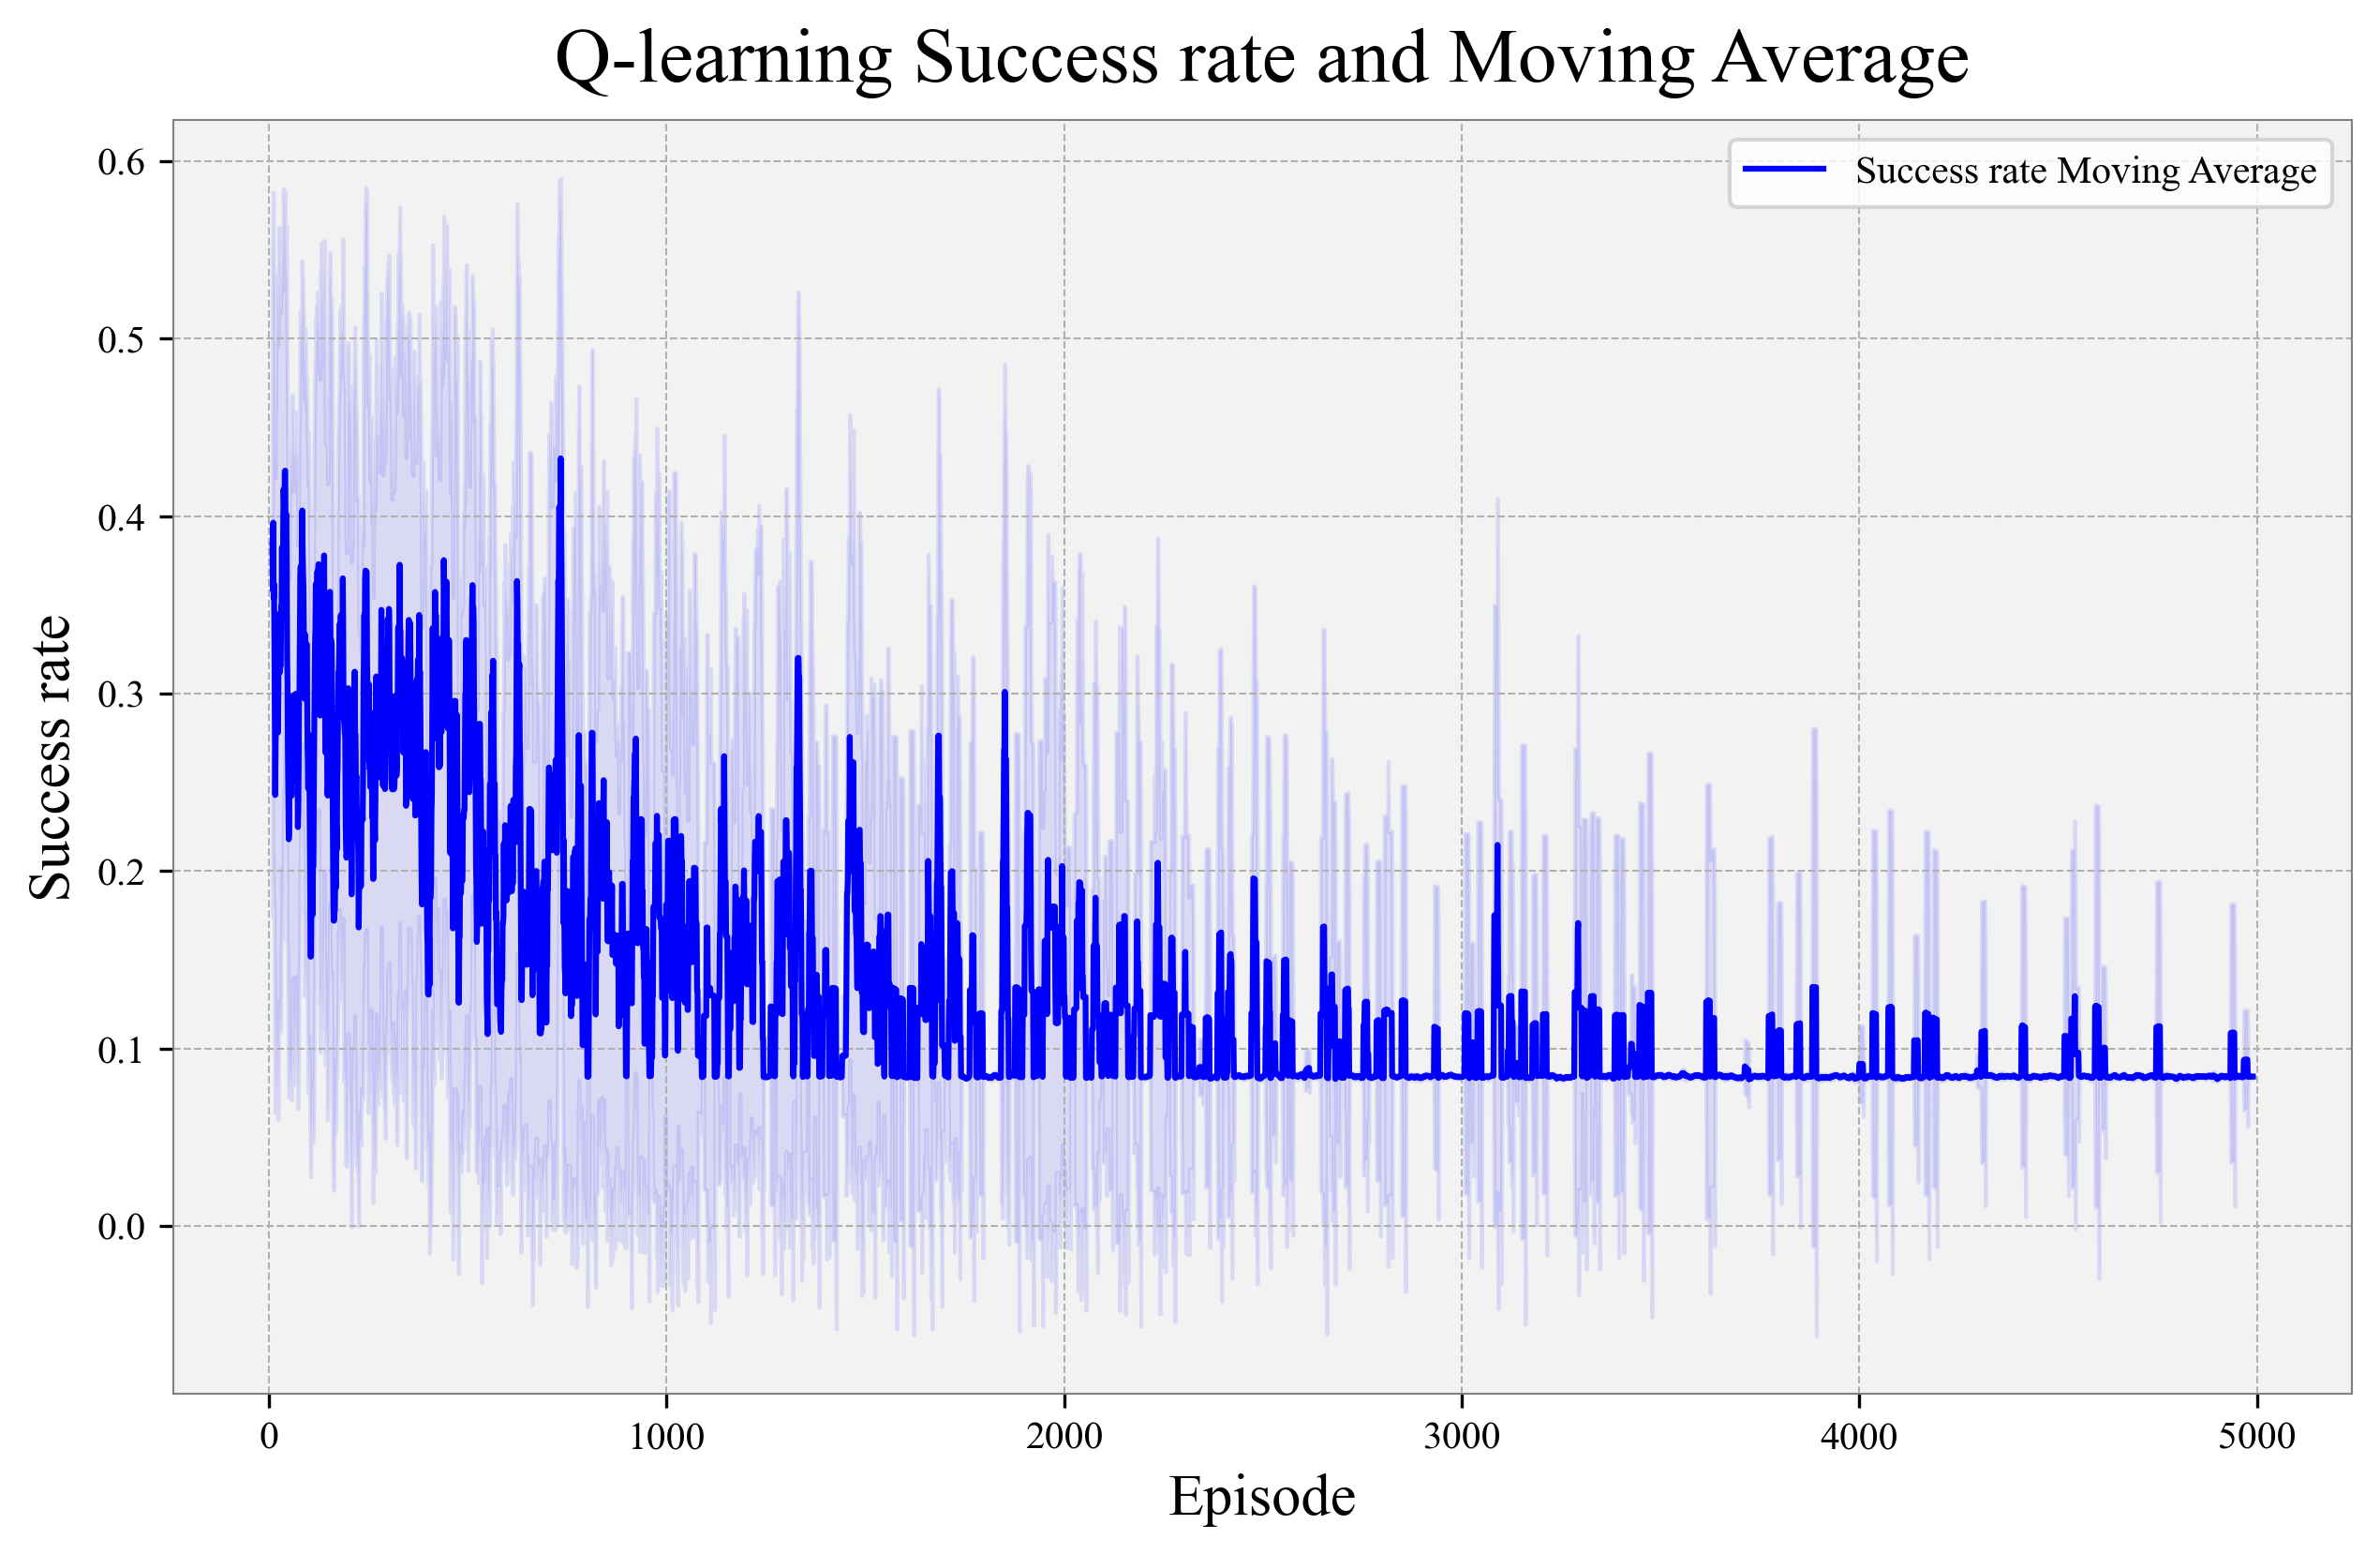 Q-learning Success rate and Moving Average
Success rate Moving Average
0.6
0.5
0.4
0.3
0.2
0.1
0.0
Success rate
0 1000 2000 3000 4000 5000
Episode